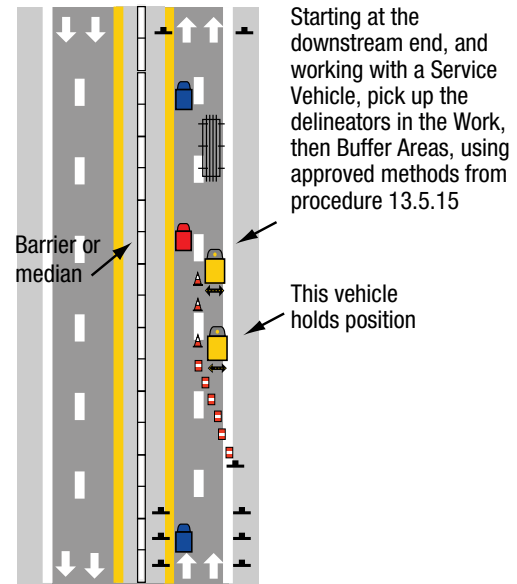 Starting at the
downstream end, and
working with a Service
Vehicle, pick up the
delineators in the Work,
then Buffer Areas, using
approved methods from
procedure 13.5.15
Barrier or
median
This vehicle
holds position